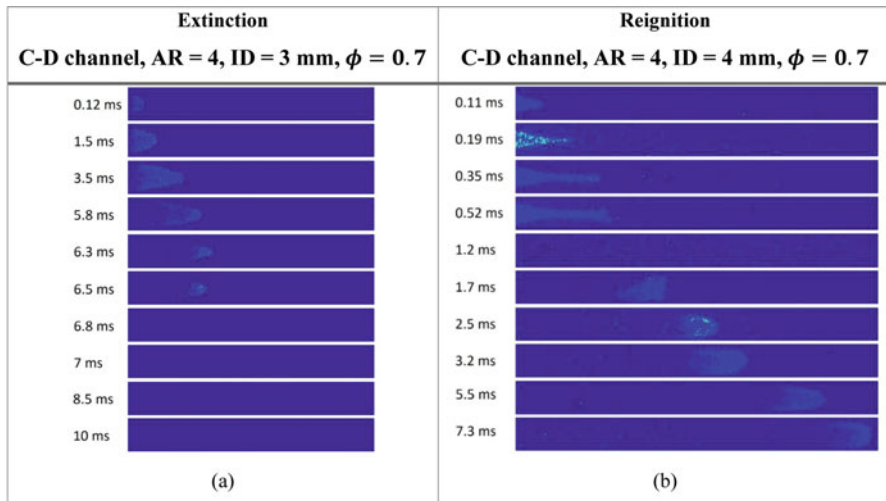 Extinction
C-D channel, AR = 4, ID = 3 mm, ϕ = 0.7
0.12 ms
1.5 ms
3.5 ms
5.8 ms
6.3 ms
6.5 ms
6.8 ms
7 ms
8.5 ms
10 ms
(a)
Reignition
C-D channel, AR = 4, ID = 4 mm, ϕ = 0.7
0.11 ms
0.19 ms
0.35 ms
0.52 ms
1.2 ms
1.7 ms
2.5 ms
3.2 ms
5.5 ms
7.3 ms
(b)